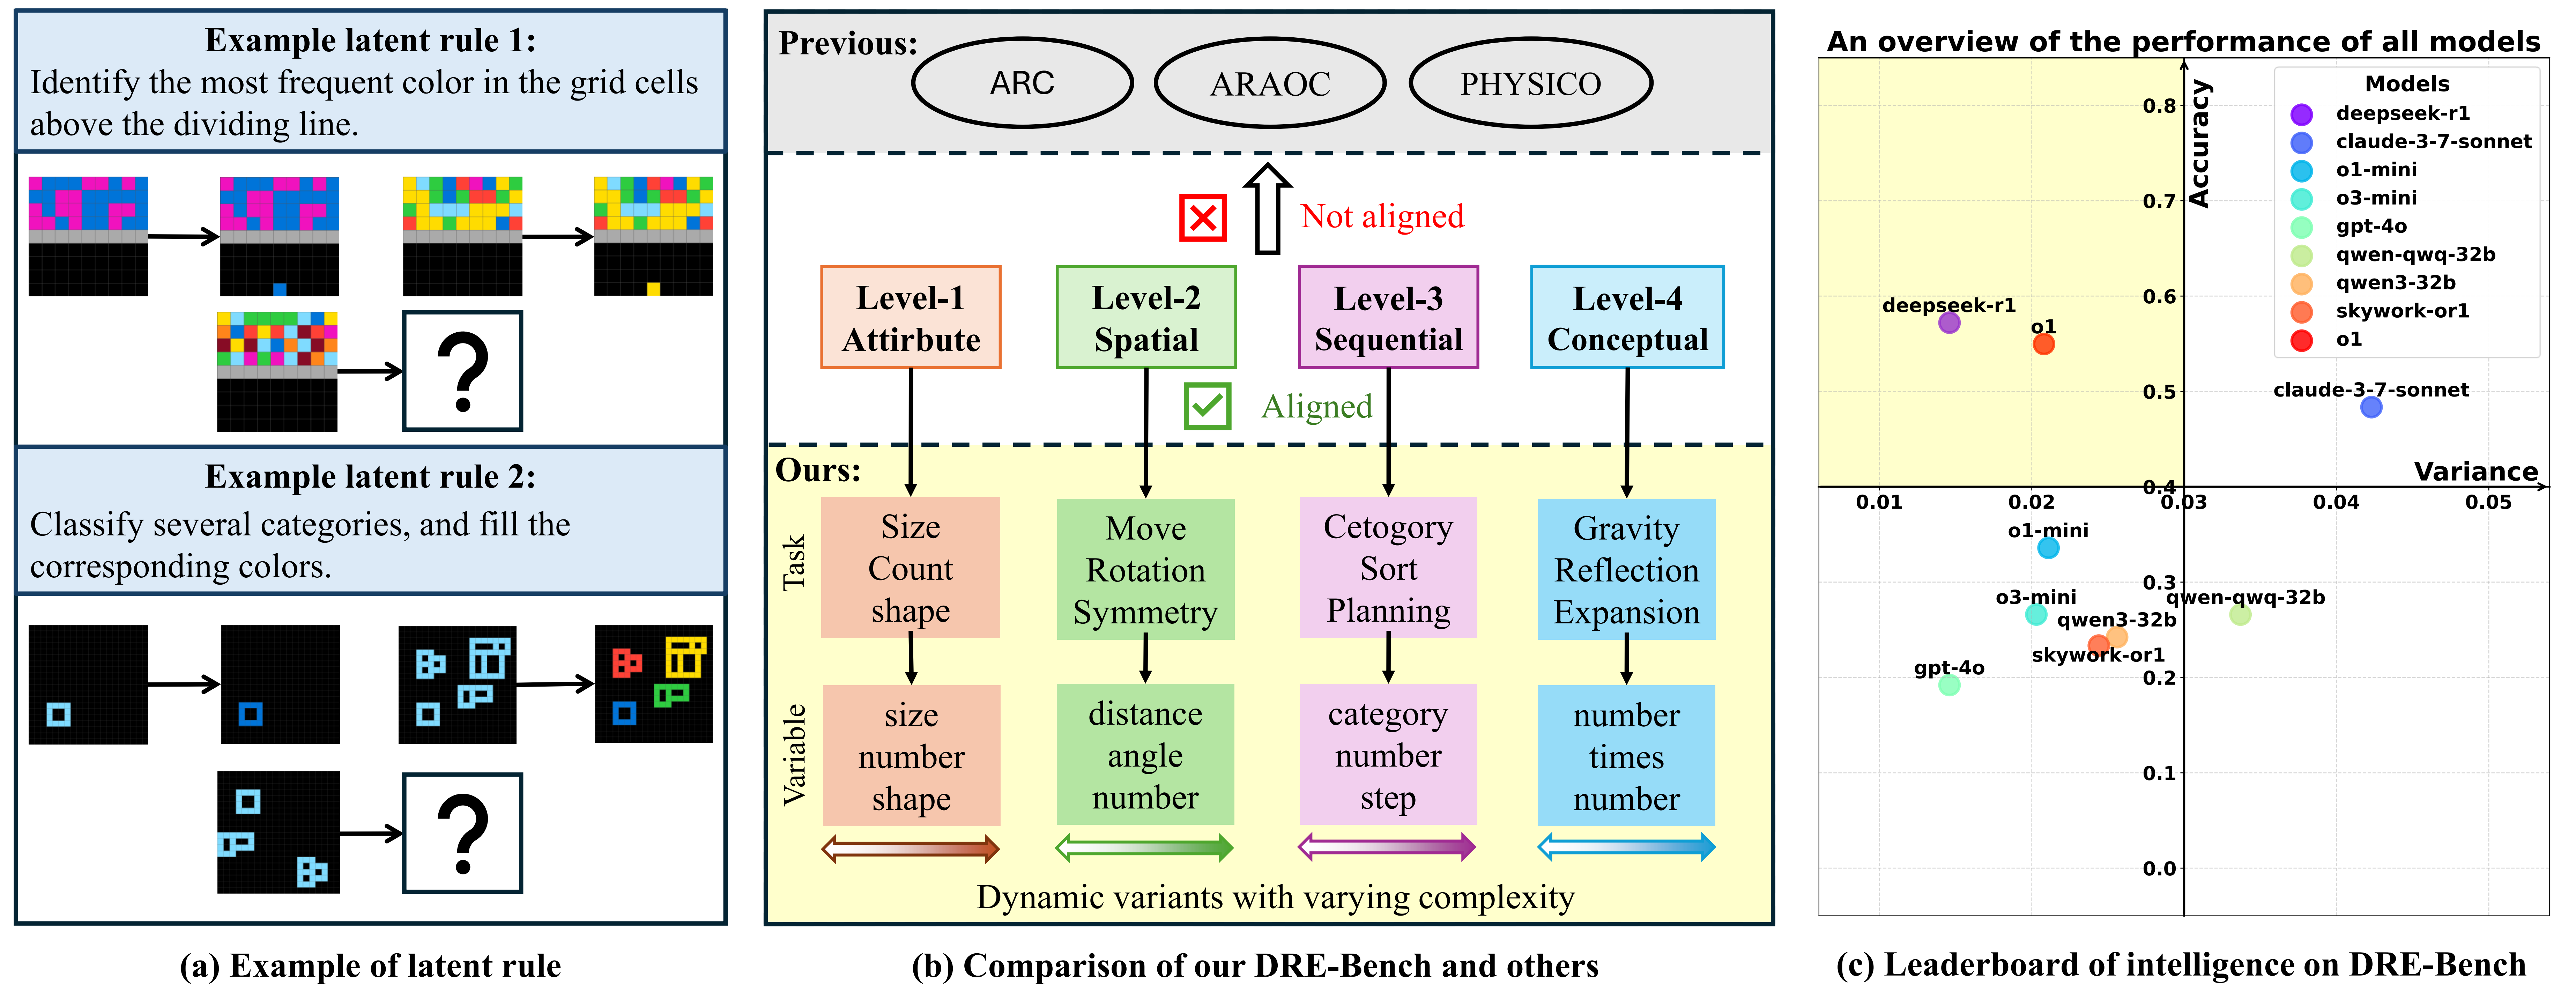 Example latent rule 1:
Identify the most frequent color in the grid cells
above the dividing line.
?
Example latent rule 2:
Classify several categories, and fill the
corresponding colors.
?
(a) Example of latent rule
Previous:
ARC
ARAOC
PHYSICO
Not aligned
Level-1
Attirbute
Level-2
Spatial
Level-3
Sequential
Level-4
Conceptual
Aligned
Ours:
Task
Size
Count
shape
Move
Rotation
Symmetry
Cetogory
Sort
Planning
Gravity
Reflection
Expansion
Variable
size
number
shape
distance
angle
number
category
number
step
number
times
number
Dynamic variants with varying complexity
(b) Comparison of our DRE-Bench and others
An overview of the performance of all models
Accuracy
Models
deepseek-r1
claude-3-7-sonnet
o1-mini
o3-mini
gpt-4o
qwen-qwq-32b
qwen3-32b
skywork-or1
o1
0.8
0.7
0.6
0.5
0.4
0.3
0.2
0.1
0.0
deepseek-r1
o1
claude-3-7-sonnet
Variance
0.01
0.02
0.03
0.04
0.05
o1-mini
o3-mini
qwen-qwq-32b
qwen3-32b
skywork-or1
gpt-4o
(c) Leaderboard of intelligence on DRE-Bench